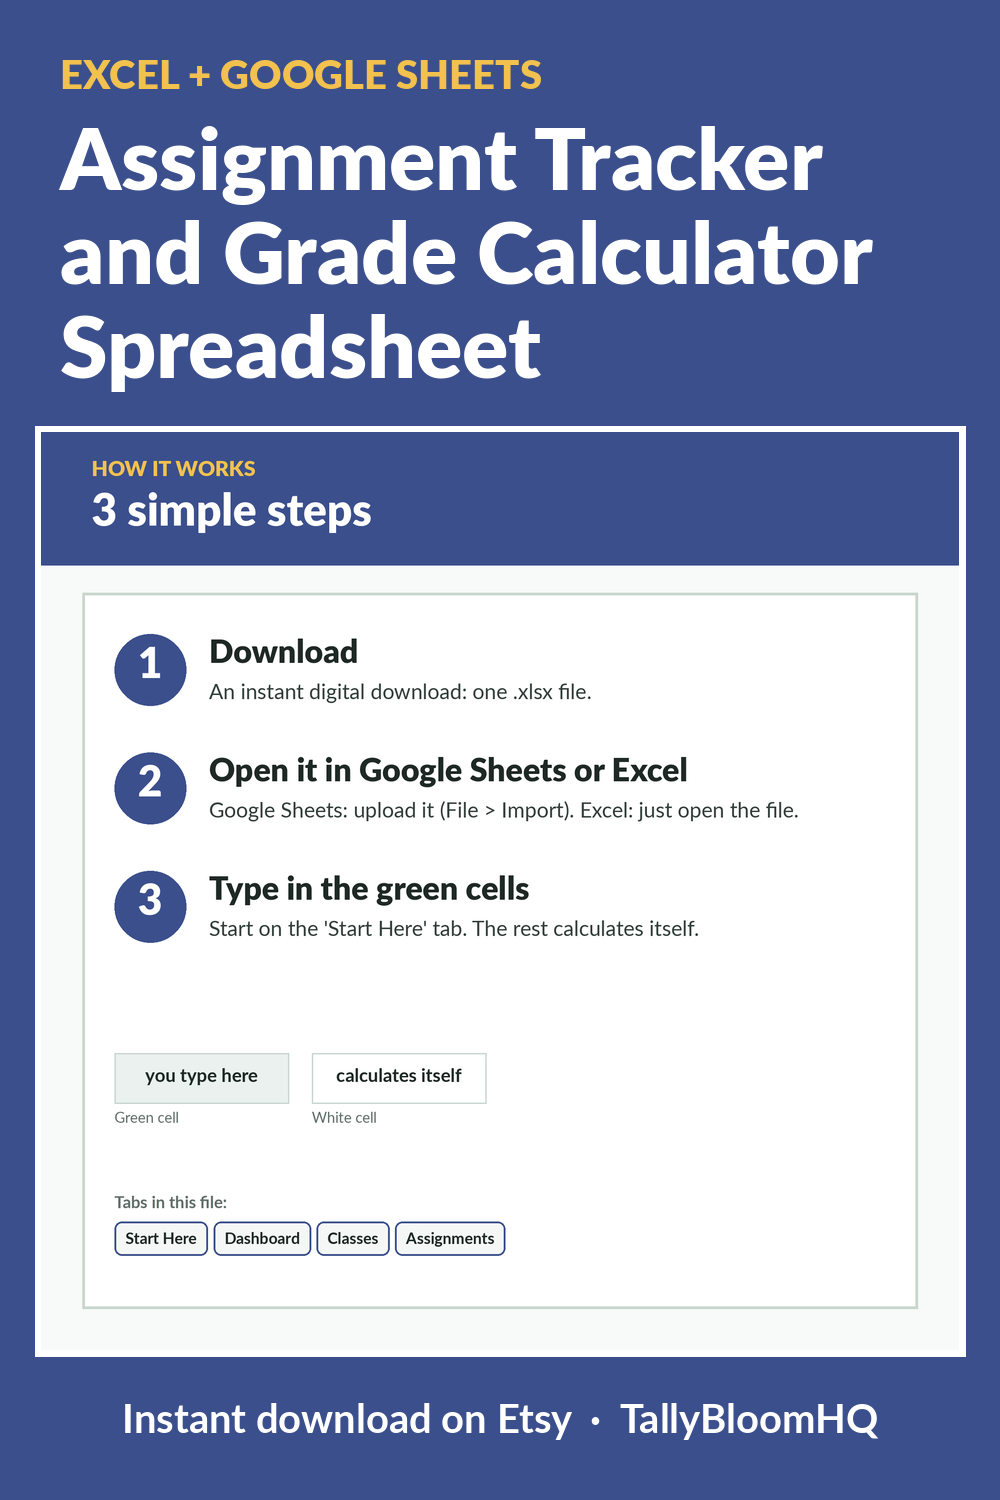 EXCEL + GOOGLE SHEETS
Assignment Tracker
and Grade Calculator
Spreadsheet
HOW IT WORKS
3 simple steps
1
Download
An instant digital download: one .xlsx file.
2
Open it in Google Sheets or Excel
Google Sheets: upload it (File > Import). Excel: just open the file.
3
Type in the green cells
Start on the 'Start Here' tab. The rest calculates itself.
you type here calculates itself
Green cell White cell
Tabs in this file:
Start Here Dashboard Classes Assignments
Instant download on Etsy · TallyBloomHQ